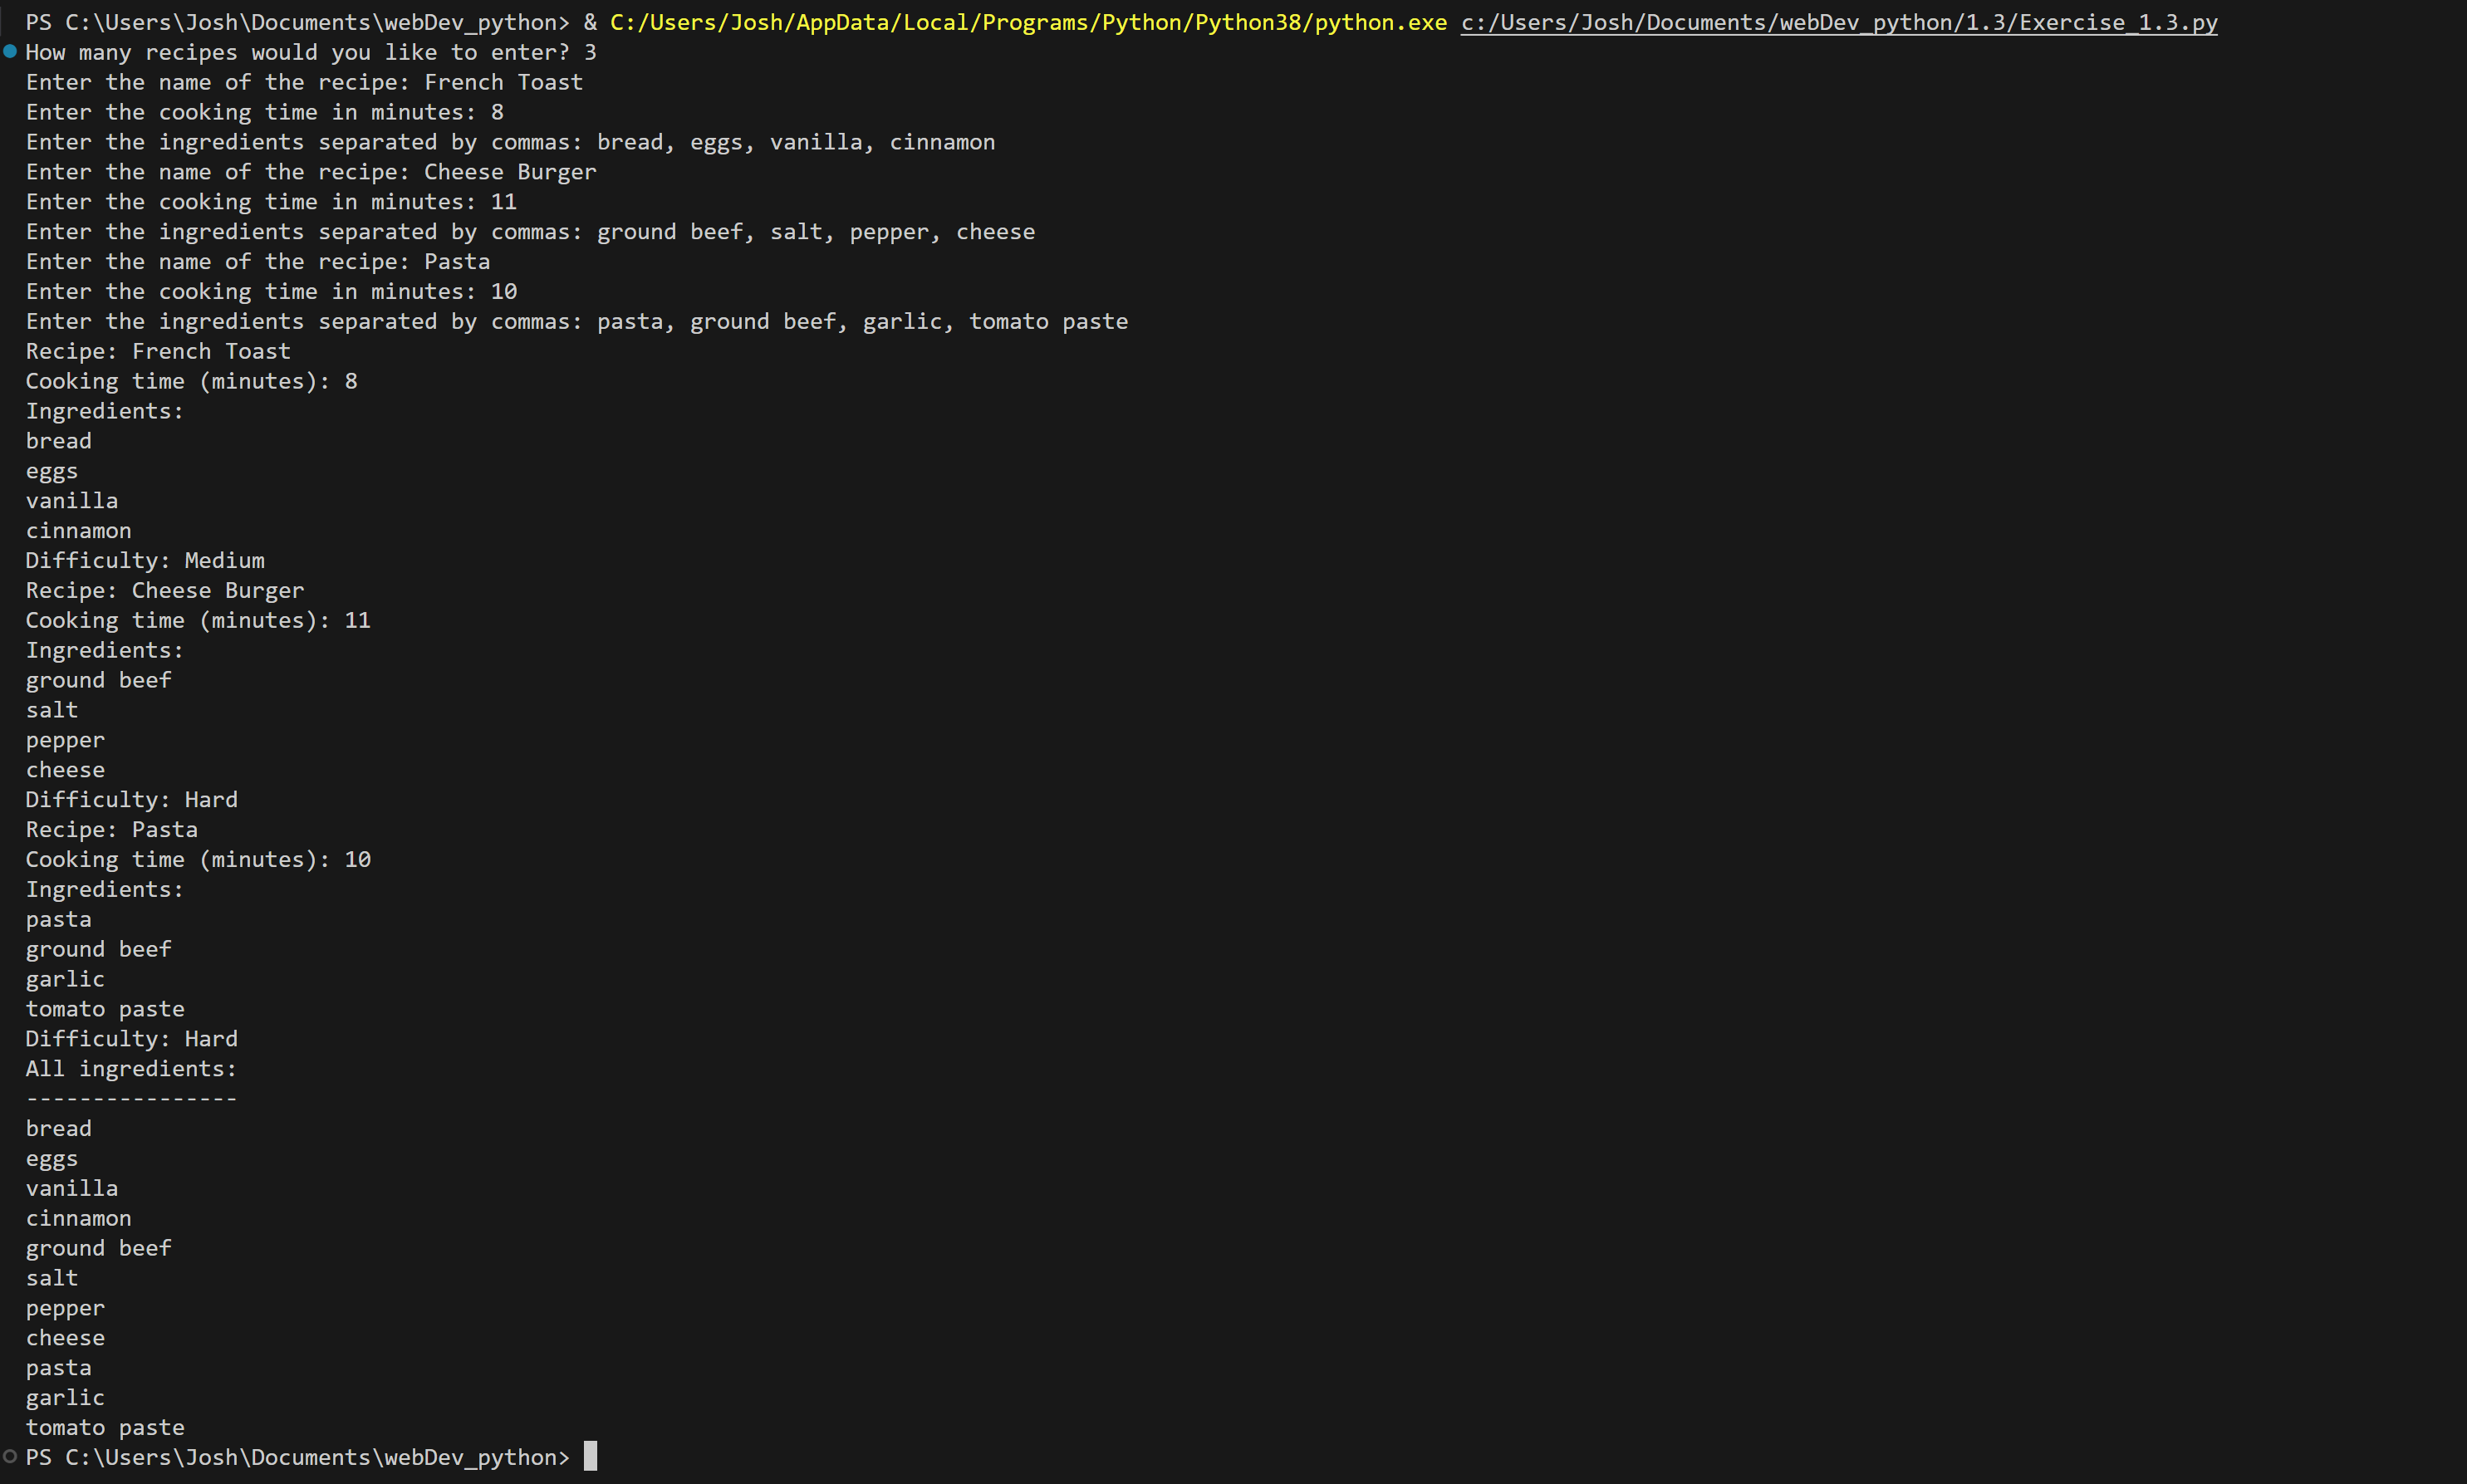 PS C:\Users\Josh\Documents\webDev_python> & C:/Users/Josh/AppData/Local/Programs/Python/Python38/python.exe c:/Users/Josh/Documents/webDev_python/1.3/Exercise_1.3.py
How many recipes would you like to enter? 3
Enter the name of the recipe: French Toast
Enter the cooking time in minutes: 8
Enter the ingredients separated by commas: bread, eggs, vanilla, cinnamon
Enter the name of the recipe: Cheese Burger
Enter the cooking time in minutes: 11
Enter the ingredients separated by commas: ground beef, salt, pepper, cheese
Enter the name of the recipe: Pasta
Enter the cooking time in minutes: 10
Enter the ingredients separated by commas: pasta, ground beef, garlic, tomato paste
Recipe: French Toast
Cooking time (minutes): 8
Ingredients:
bread
eggs
vanilla
cinnamon
Difficulty: Medium
Recipe: Cheese Burger
Cooking time (minutes): 11
Ingredients:
ground beef
salt
pepper
cheese
Difficulty: Hard
Recipe: Pasta
Cooking time (minutes): 10
Ingredients:
pasta
ground beef
garlic
tomato paste
Difficulty: Hard
All ingredients:
----------------
bread
eggs
vanilla
cinnamon
ground beef
salt
pepper
cheese
pasta
garlic
tomato paste
PS C:\Users\Josh\Documents\webDev_python>